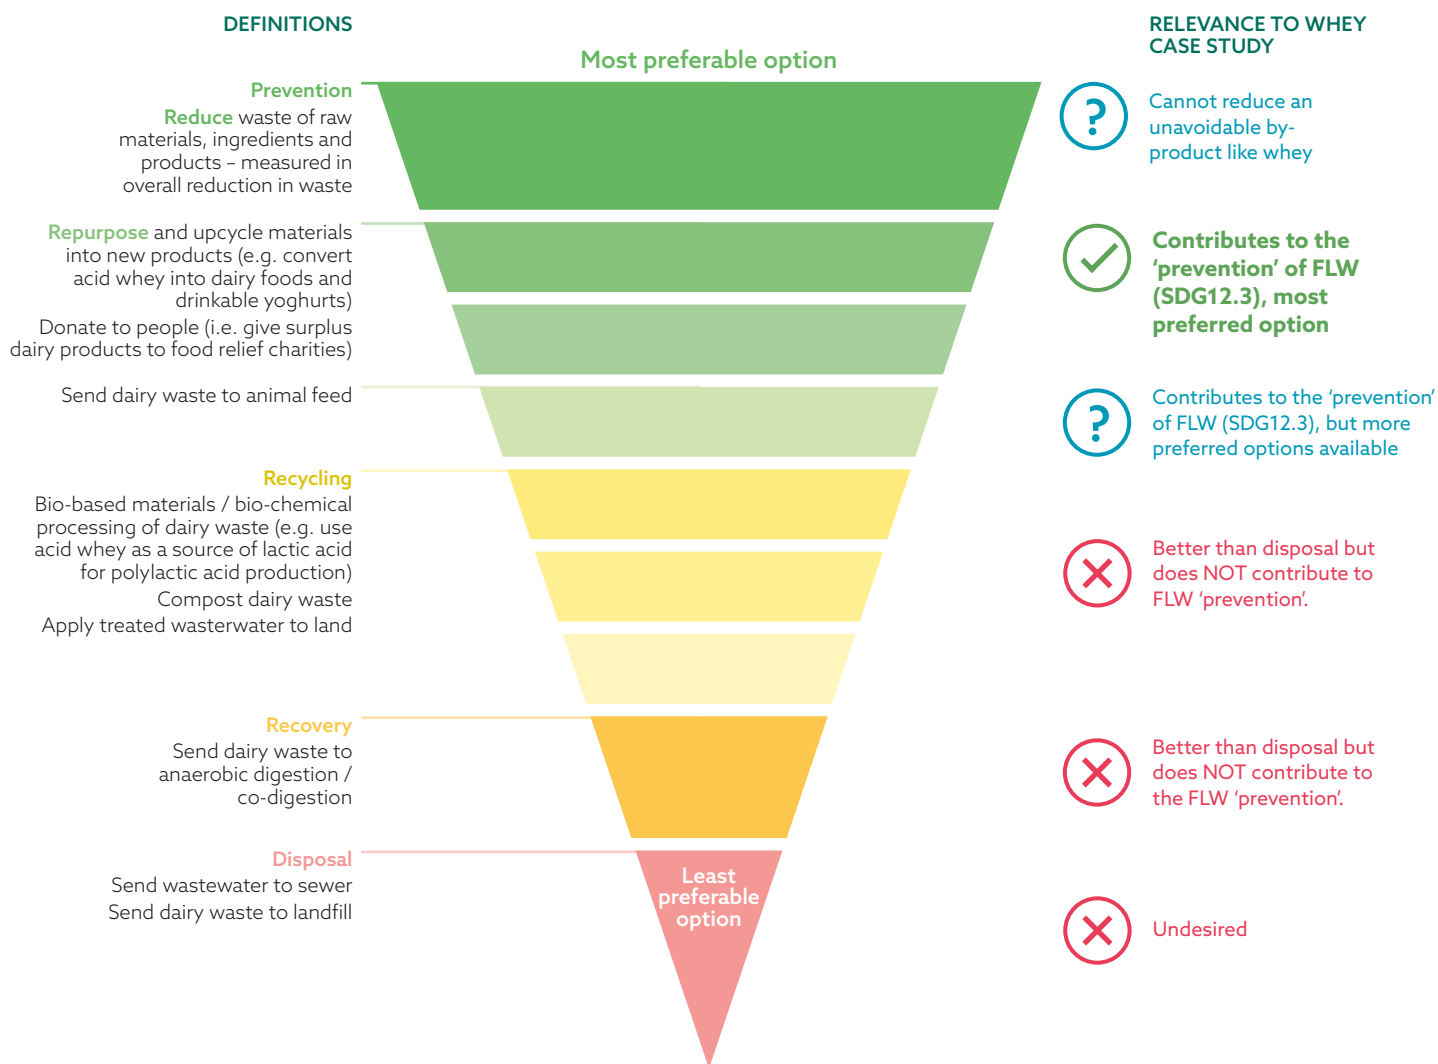 DEFINITIONS
Prevention
Reduce waste of raw
materials, ingredients and
products – measured in
overall reduction in waste
Repurpose and upcycle materials
into new products (e.g. convert
acid whey into dairy foods and
drinkable yoghurts)
Donate to people (i.e. give surplus
dairy products to food relief charities)
Send dairy waste to animal feed
Recycling
Bio-based materials / bio-chemical
processing of dairy waste (e.g. use
acid whey as a source of lactic acid
for polylactic acid production)
Compost dairy waste
Apply treated wasterwater to land
Recovery
Send dairy waste to
anaerobic digestion /
co-digestion
Disposal
Send wastewater to sewer
Send dairy waste to landfill
Most preferable option
Least
preferable
option
RELEVANCE TO WHEY
CASE STUDY
?
Cannot reduce an
unavoidable by-
product like whey
Contributes to the
‘prevention’ of FLW
(SDG12.3), most
preferred option
?
Contributes to the ‘prevention’
of FLW (SDG12.3), but more
preferred options available
Better than disposal but
does NOT contribute to
FLW ‘prevention’.
Better than disposal but
does NOT contribute to
the FLW ‘prevention’.
Undesired